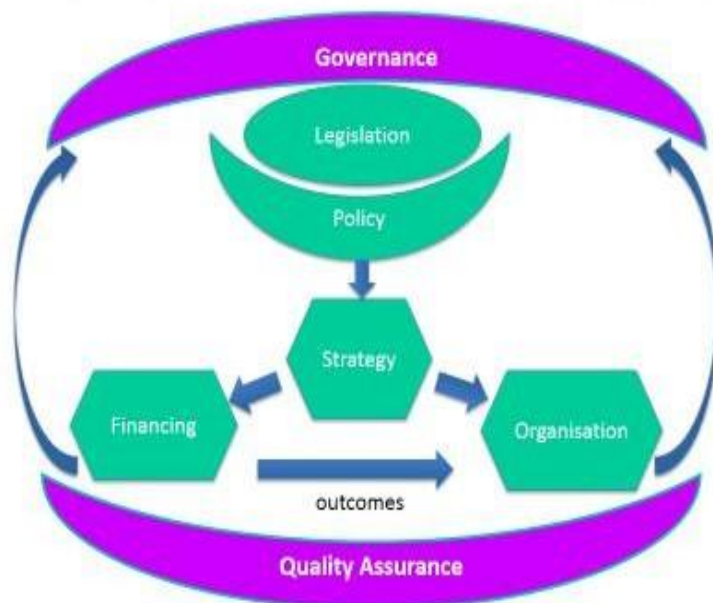 Governance
Legislation
Policy
Strategy
Financing
Organisation
outcomes
Quality Assurance